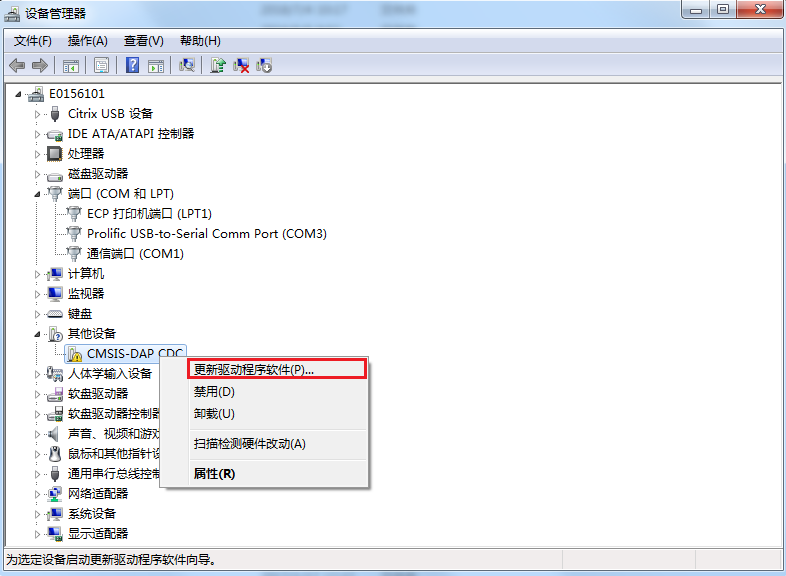 设备管理器
文件(F) 操作(A) 查看(V) 帮助(H)
E0156101
Citrix USB 设备
IDE ATA/ATAPI 控制器
处理器
磁盘驱动器
端口 (COM 和 LPT)
ECP 打印机端口 (LPT1)
Prolific USB-to-Serial Comm Port (COM3)
通信端口 (COM1)
计算机
监视器
键盘
其他设备
CMSIS-DAP CDC
更新驱动程序软件(P)...
禁用(D)
卸载(U)
扫描检测硬件改动(A)
属性(R)
人体学输入设备
软盘驱动器
软盘驱动器控制器
声音、视频和游戏
鼠标和其他指针设
通用串行总线控制
网络适配器
系统设备
显示适配器
为选定设备启动更新驱动程序软件向导。